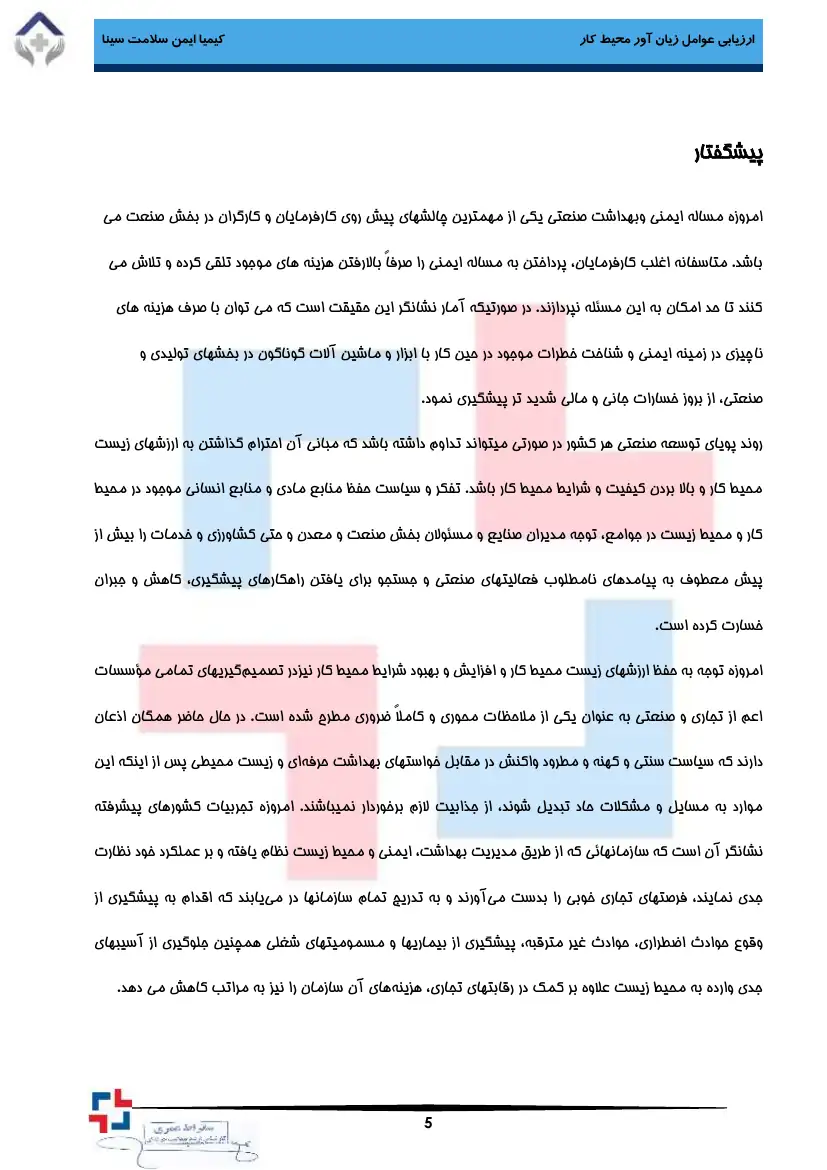 ارزیابی عوامل زیان آور محیط کار
کیمیا ایمن سلامت سینا
پیشگفتار
امروزه مساله ایمنی وبهداشت صنعتی یکی از مهمترین چالشهای پیش روی کارفرمایان و کارگران در بخش صنعت می
باشد. متاسفانه اغلب کارفرمایان، پرداختن به مساله ایمنی را صرفاً بالارفتن هزینه های موجود تلقی کرده و تلاش می
کنند تا حد امکان به این مسئله نپردازند. در صورتیکه آمار نشانگر این حقیقت است که می توان با صرف هزینه های
ناچیزی در زمینه ایمنی و شناخت خطرات موجود در حین کار با ابزار و ماشین آلات گوناگون در بخشهای تولیدی و
صنعتی، از بروز خسارات جانی و مالی شدید تر پیشگیری نمود.
روند پویای توسعه صنعتی هر کشور در صورتی میتواند تداوم داشته باشد که مبانی آن احترام گذاشتن به ارزشهای زیست
محیط کار و بالا بردن کیفیت و شرایط محیط کار باشد. تفکر و سیاست حفظ منابع مادی و منابع انسانی موجود در محیط
کار و محیط زیست در جوامع، توجه مدیران صنایع و مسئولان بخش صنعت و معدن و حتی کشاورزی و خدمات را بیش از
پیش معطوف به پیامدهای نامطلوب فعالیتهای صنعتی و جستجو برای یافتن راهکارهای پیشگیری، کاهش و جبران
خسارت کرده است.
امروزه توجه به حفظ ارزشهای زیست محیط کار و افزایش و بهبود شرایط محیط کار نیزدر تصمیم‌گیریهای تمامی مؤسسات
اعم از تجاری و صنعتی به عنوان یکی از ملاحظات محوری و کاملاً ضروری مطرح شده است. در حال حاضر همگان اذعان
دارند که سیاست سنتی و کهنه و مطرود واکنش در مقابل خواستهای بهداشت حرفه‌ای و زیست محیطی پس از اینکه این
موارد به مسایل و مشکلات حاد تبدیل شوند، از جذابیت لازم برخوردار نمیباشند. امروزه تجربیات کشورهای پیشرفته
نشانگر آن است که سازمانهائی که از طریق مدیریت بهداشت، ایمنی و محیط زیست نظام یافته و بر عملکرد خود نظارت
جدی نمایند، فرصتهای تجاری خوبی را بدست می‌آورند و به تدریج تمام سازمانها در می‌یابند که اقدام به پیشگیری از
وقوع حوادث اضطراری، حوادث غیر مترقبه، پیشگیری از بیماریها و مسمومیتهای شغلی همچنین جلوگیری از آسیبهای
جدی وارده به محیط زیست علاوه بر کمک در رقابتهای تجاری، هزینه‌های آن سازمان را نیز به مراتب کاهش می دهد.
5